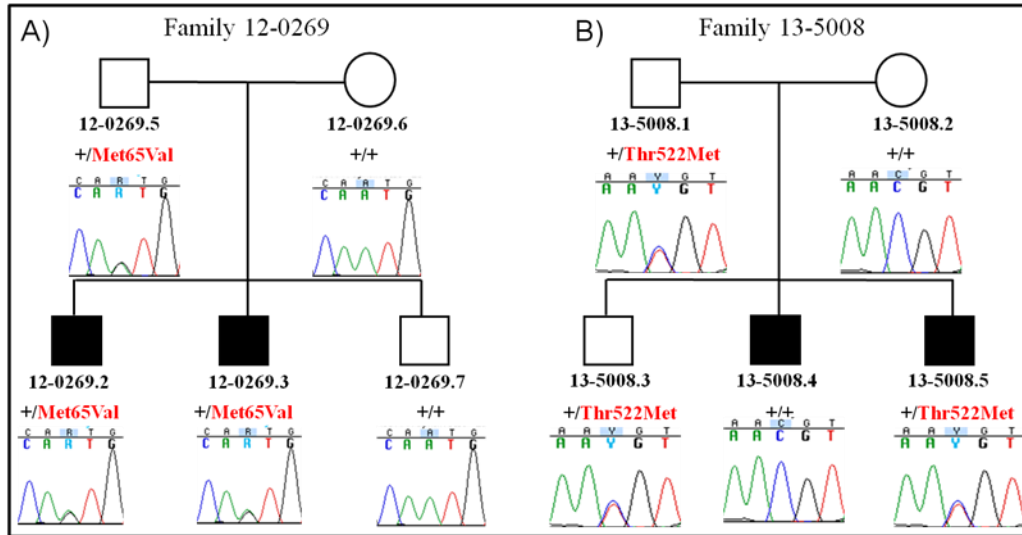 A) Family 12-0269
B) Family 13-5008
12-0269.5
12-0269.6
+/Met65Val
+/+
C A R T G
C A R T G
C A A T G
C A A T G
13-5008.1
13-5008.2
+/Thr522Met
+/+
A A Y G T
A A Y G T
A A C G T
A A C G T
12-0269.2
12-0269.3
12-0269.7
+/Met65Val
+/Met65Val
+/+
C A R T G
C A R T G
C A R T G
C A R T G
C A A T G
C A A T G
13-5008.3
13-5008.4
13-5008.5
+/Thr522Met
+/+
+/Thr522Met
A A Y G T
A A Y G T
A A C G T
A A C G T
A A Y G T
A A Y G T